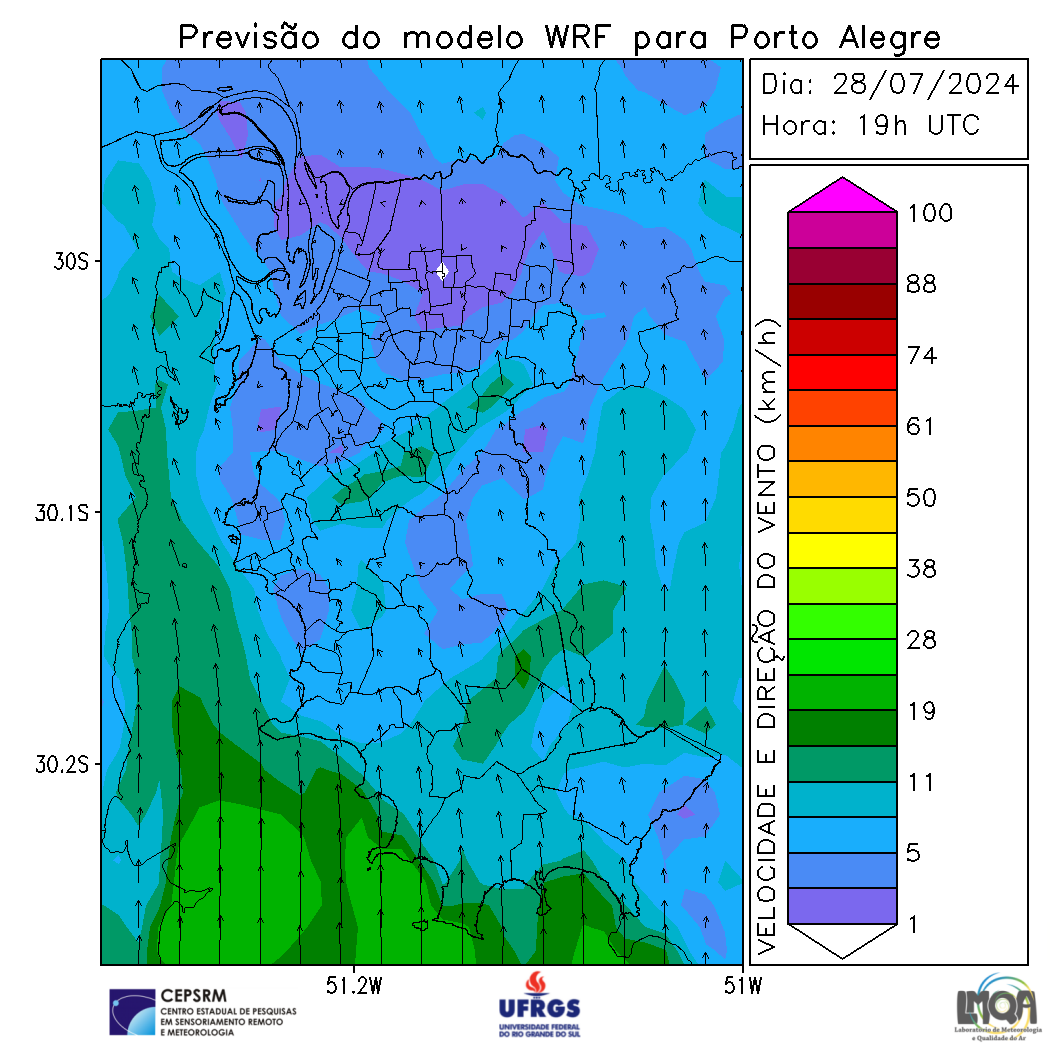 Previsão do modelo WRF para Porto Alegre
Dia: 28/07/2024
Hora: 19h UTC
30S
30.1S
30.2S
51.2W
51W
VELOCIDADE E DIREÇÃO DO VENTO (km/h)
100
88
74
61
50
38
28
19
11
5
1
CEPSRM
CENTRO ESTADUAL DE PESQUISAS
EM SENSORIAMENTO REMOTO
E METEOROLOGIA
UFRGS
UNIVERSIDADE FEDERAL
DO RIO GRANDE DO SUL
LMQA
Laboratório de Meteorologia
e Qualidade do Ar